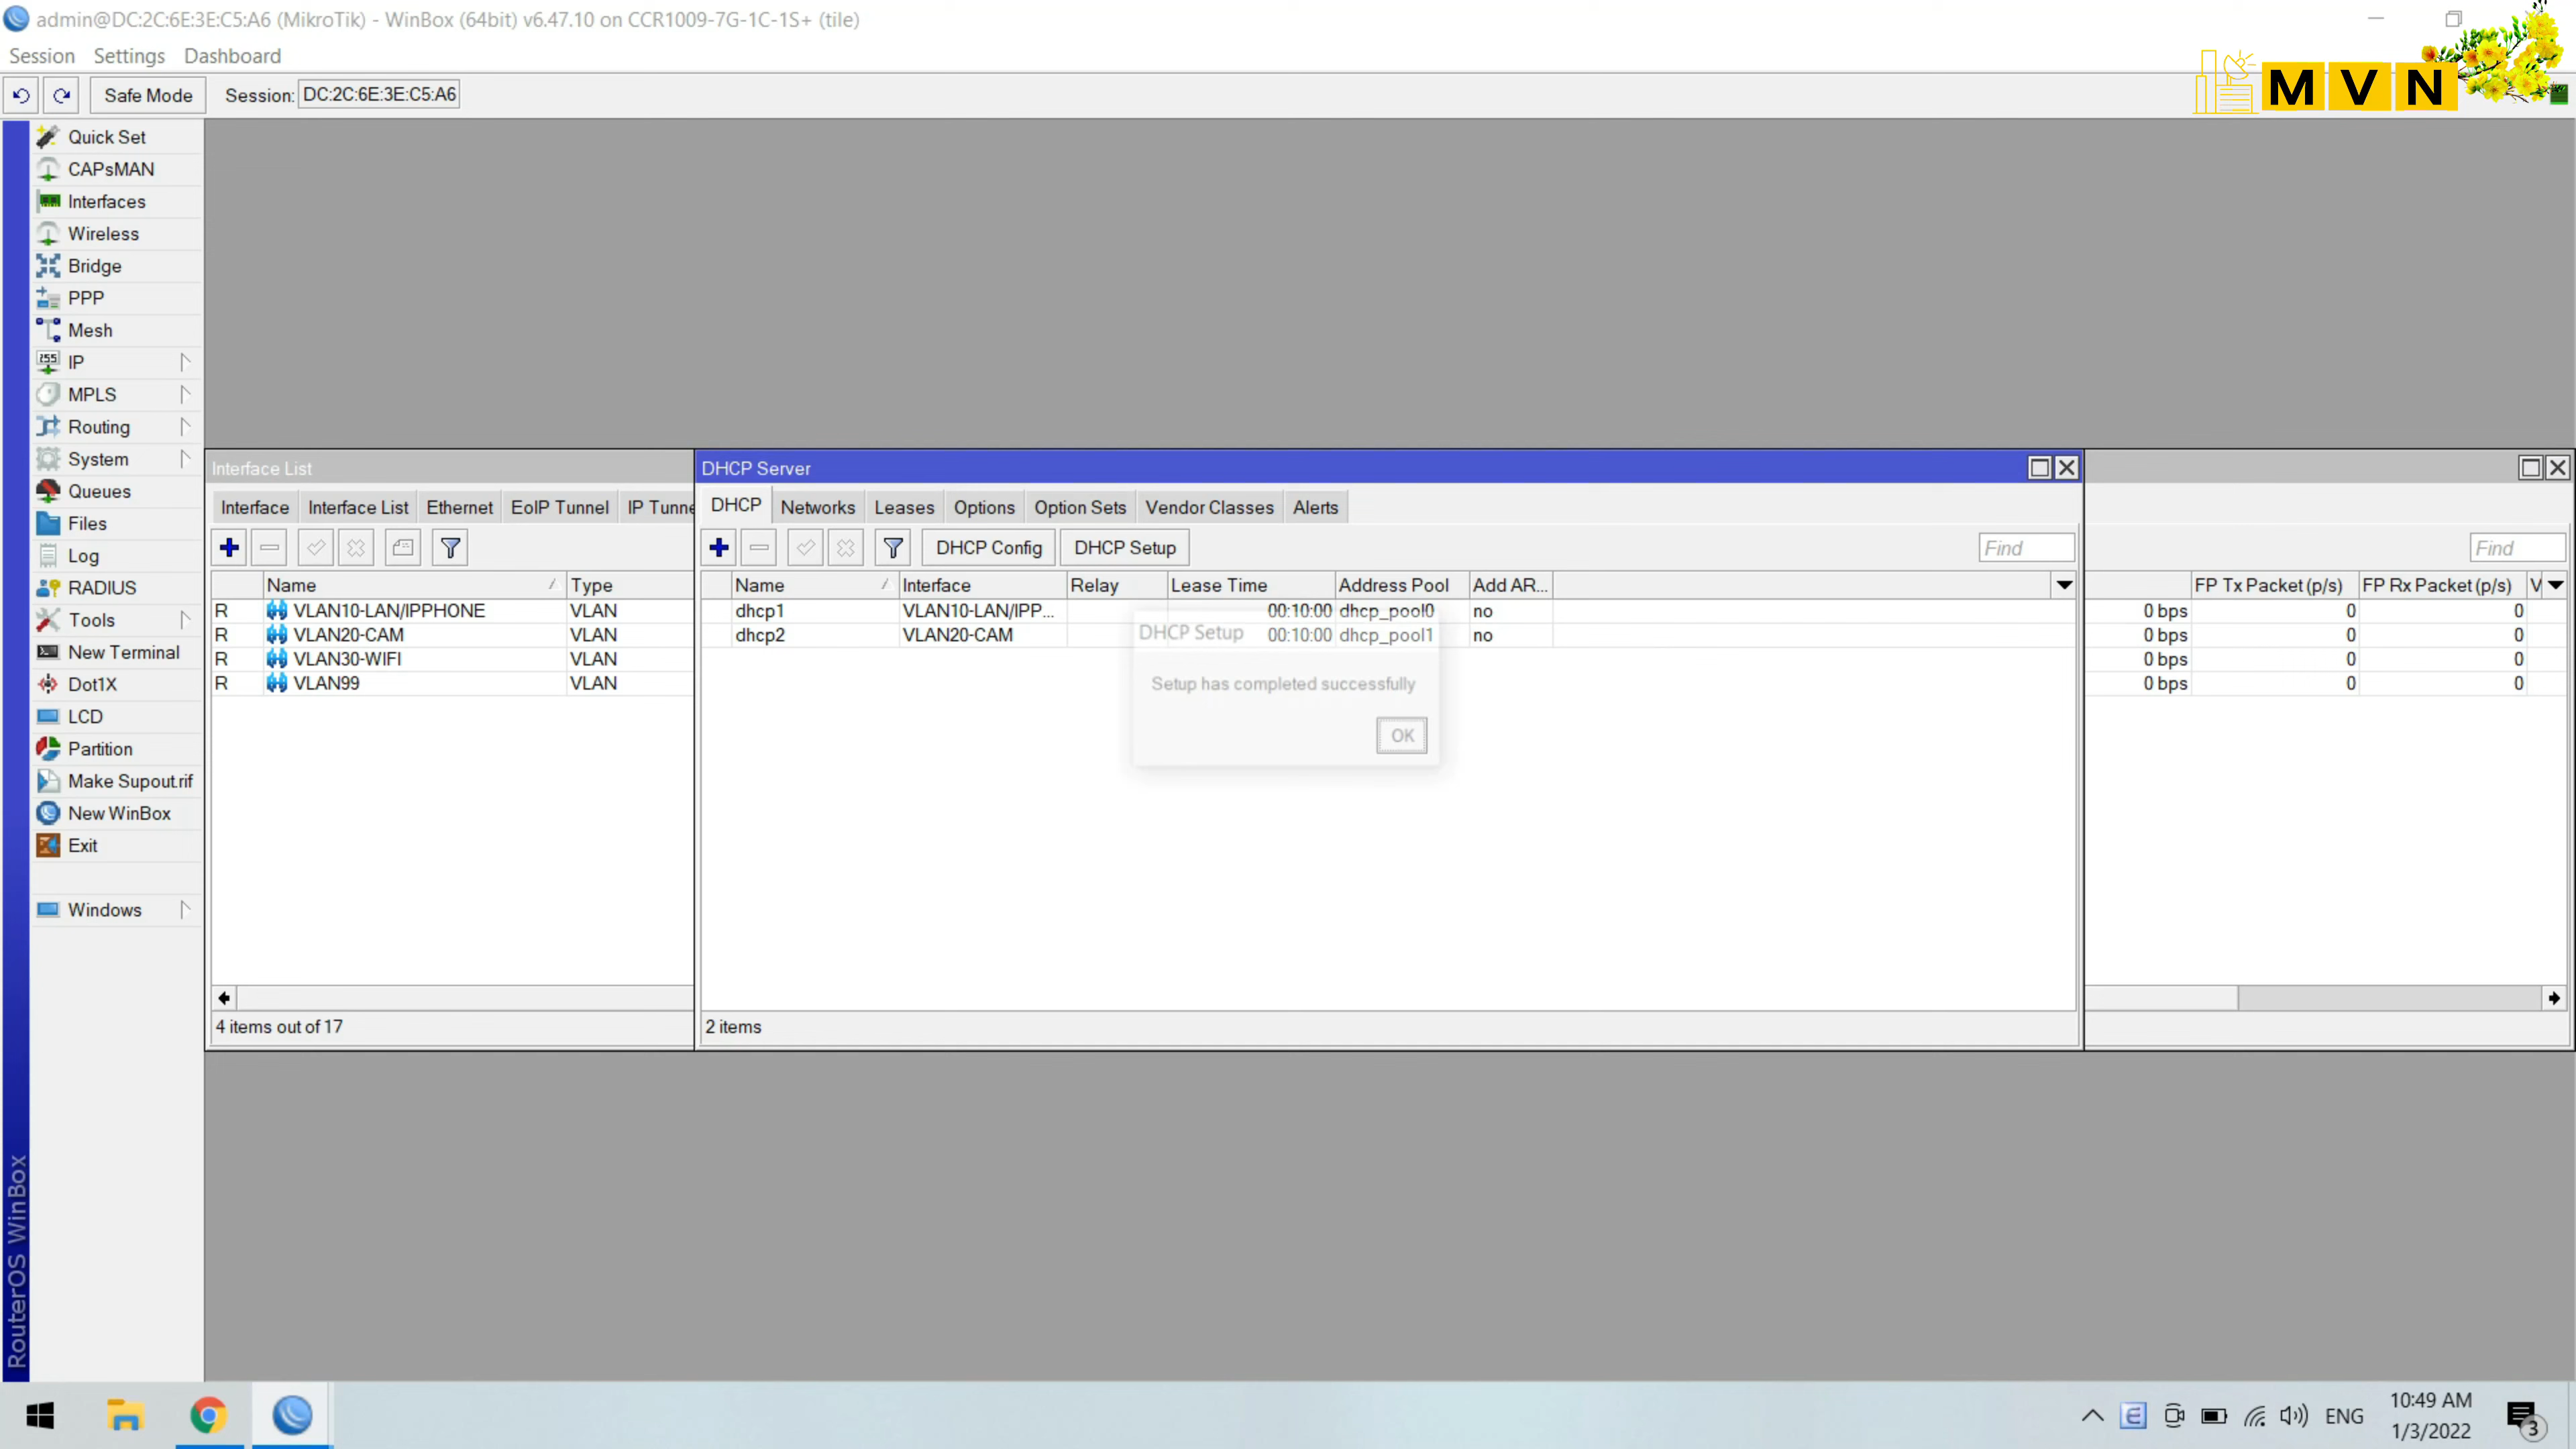 admin@DC:2C:6E:3E:C5:A6 (MikroTik) - WinBox (64bit) v6.47.10 on CCR1009-7G-1C-1S+ (tile)
Session Settings Dashboard
Safe Mode Session: DC:2C:6E:3E:C5:A6
MVN
Quick Set
CAPsMAN
Interfaces
Wireless
Bridge
PPP
Mesh
IP
MPLS
Routing
System
Queues
Files
Log
RADIUS
Tools
New Terminal
Dot1X
LCD
Partition
Make Supout.rif
New WinBox
Exit
Windows
RouterOS WinBox
Interface List
Interface Interface List Ethernet EoIP Tunnel IP Tunne
Name Type
R VLAN10-LAN/IPPHONE VLAN
R VLAN20-CAM VLAN
R VLAN30-WIFI VLAN
R VLAN99 VLAN
4 items out of 17
DHCP Server
DHCP Networks Leases Options Option Sets Vendor Classes Alerts
DHCP Config DHCP Setup Find
Name Interface Relay Lease Time Address Pool Add AR...
dhcp1 VLAN10-LAN/IPP... 00:10:00 dhcp_pool0 no
dhcp2 VLAN20-CAM 00:10:00 dhcp_pool1 no
2 items
DHCP Setup
Setup has completed successfully
OK
Find
FP Tx Packet (p/s) FP Rx Packet (p/s) V
0 bps 0 0
0 bps 0 0
0 bps 0 0
0 bps 0 0
ENG
10:49 AM
1/3/2022
3